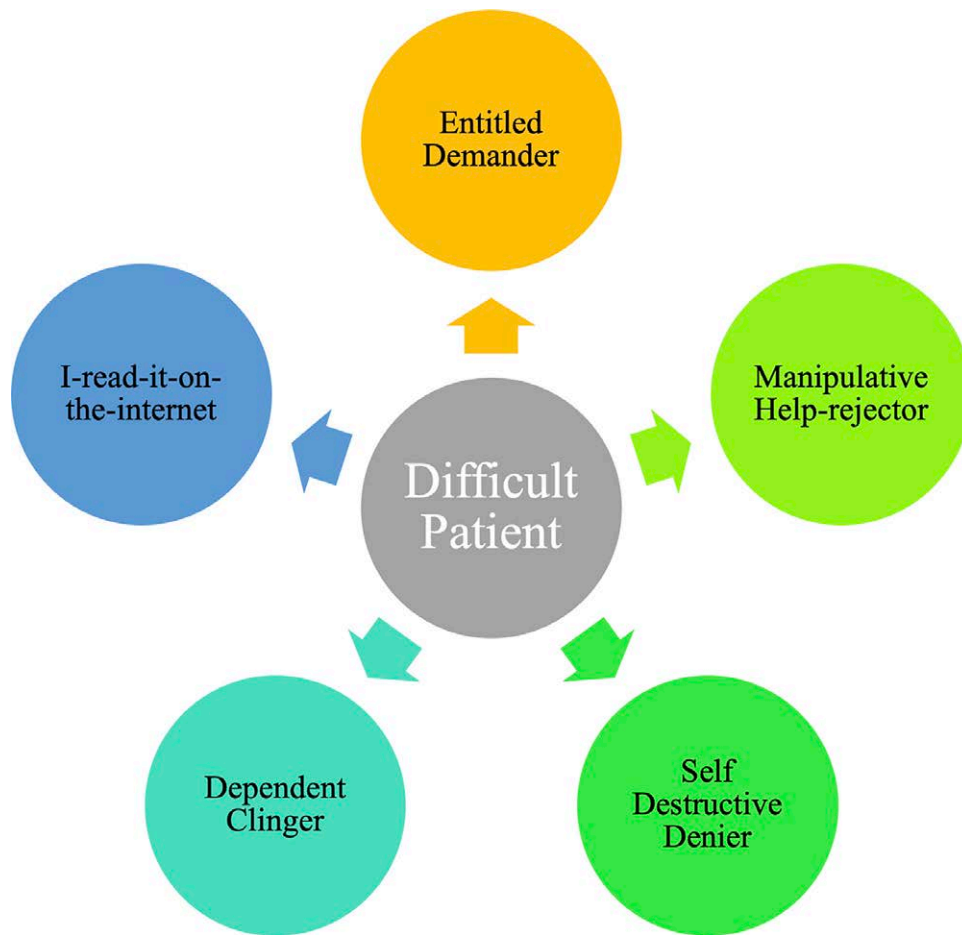 Entitled
Demander
I-read-it-on-
the-internet
Manipulative
Help-rejector
Difficult
Patient
Dependent
Clinger
Self
Destructive
Denier